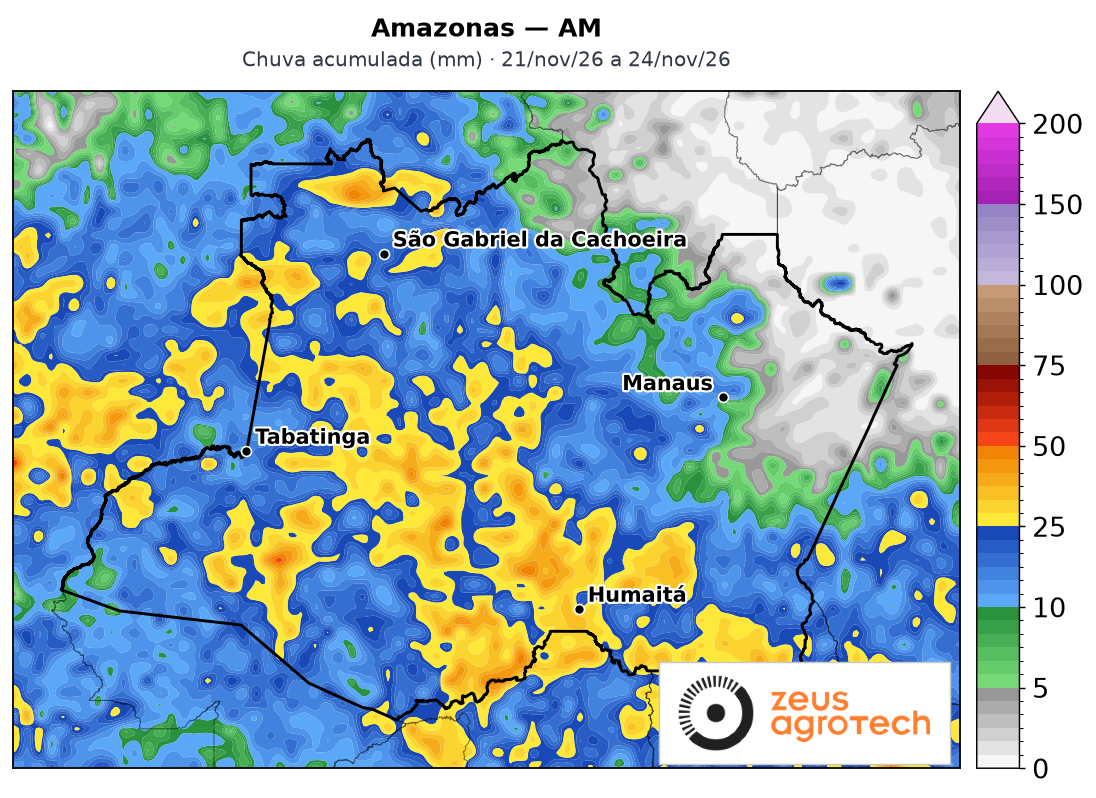 Amazonas — AM
Chuva acumulada (mm) · 21/nov/26 a 24/nov/26
São Gabriel da Cachoeira
Manaus
Tabatinga
Humaitá
200
150
100
75
50
25
10
5
0
zeus
agrotech